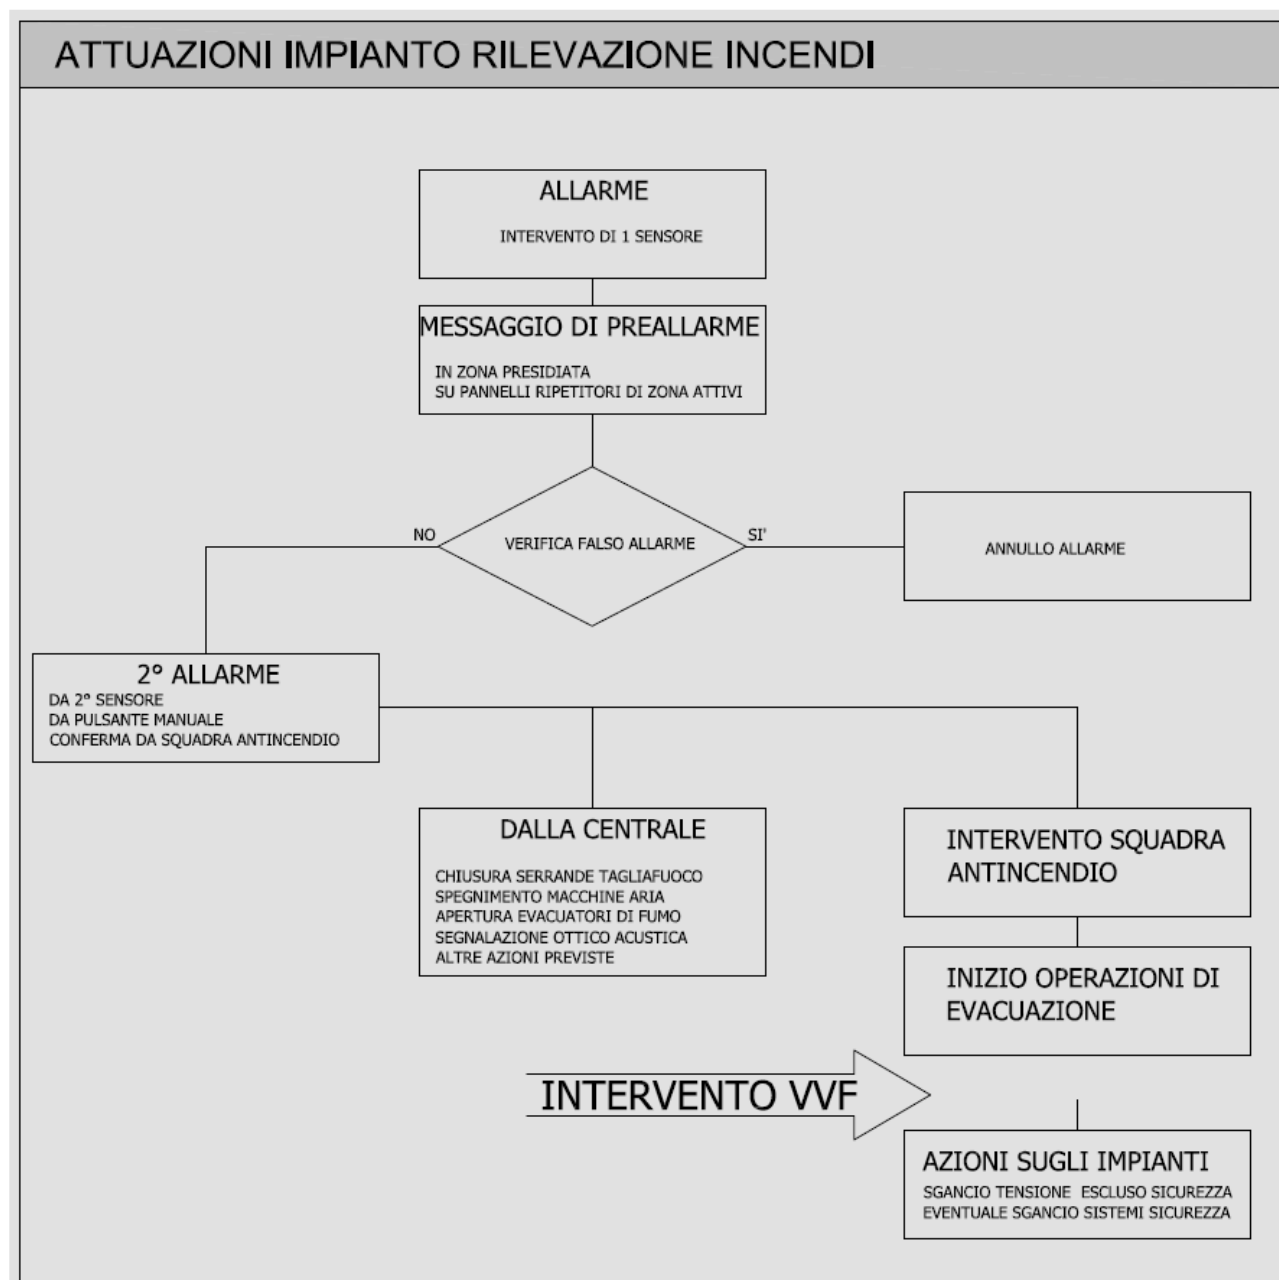 ATTUAZIONI IMPIANTO RILEVAZIONE INCENDI
ALLARME
INTERVENTO DI 1 SENSORE
MESSAGGIO DI PREALLARME
IN ZONA PRESIDIATA
SU PANNELLI RIPETITORI DI ZONA ATTIVI
NO
VERIFICA FALSO ALLARME
SI'
ANNULLO ALLARME
2° ALLARME
DA 2° SENSORE
DA PULSANTE MANUALE
CONFERMA DA SQUADRA ANTINCENDIO
DALLA CENTRALE
CHIUSURA SERRANDE TAGLIAFUOCO
SPEGNIMENTO MACCHINE ARIA
APERTURA EVACUATORI DI FUMO
SEGNALAZIONE OTTICO ACUSTICA
ALTRE AZIONI PREVISTE
INTERVENTO SQUADRA
ANTINCENDIO
INIZIO OPERAZIONI DI
EVACUAZIONE
INTERVENTO VVF
AZIONI SUGLI IMPIANTI
SGANCIO TENSIONE ESCLUSO SICUREZZA
EVENTUALE SGANCIO SISTEMI SICUREZZA